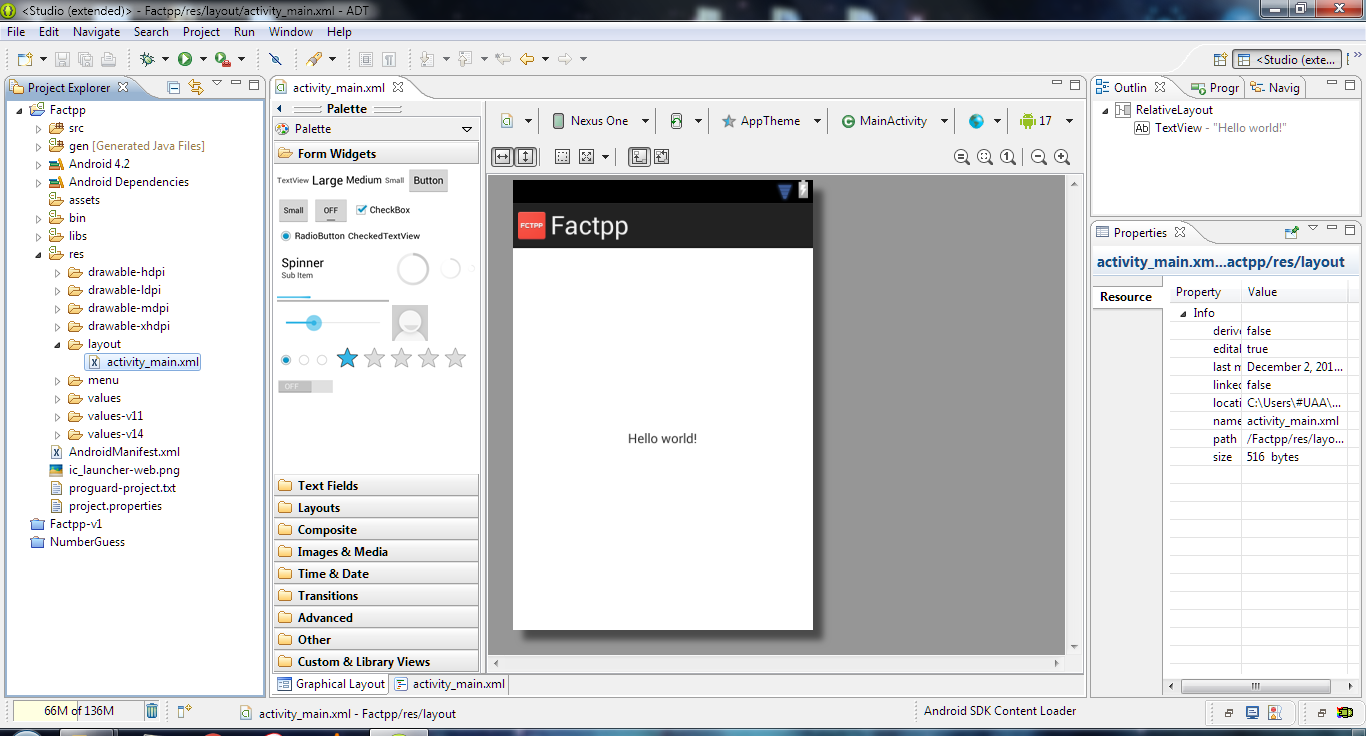 <Studio (extended)> - Factpp/res/layout/activity_main.xml - ADT
File Edit Navigate Search Project Run Window Help
<Studio (exte...
Project Explorer
Factpp
src
gen [Generated Java Files]
Android 4.2
Android Dependencies
assets
bin
libs
res
drawable-hdpi
drawable-ldpi
drawable-mdpi
drawable-xhdpi
layout
activity_main.xml
menu
values
values-v11
values-v14
AndroidManifest.xml
ic_launcher-web.png
proguard-project.txt
project.properties
Factpp-v1
NumberGuess
activity_main.xml
Palette
Palette
Form Widgets
TextView Large Medium Small Button
Small OFF CheckBox
RadioButton CheckedTextView
Spinner
Sub Item
OFF
Text Fields
Layouts
Composite
Images & Media
Time & Date
Transitions
Advanced
Other
Custom & Library Views
Nexus One AppTheme MainActivity 17
FCTPP Factpp
Hello world!
Graphical Layout activity_main.xml
Outlin Progr Navig
RelativeLayout
Ab TextView - "Hello world!"
Properties
activity_main.xm...actpp/res/layout
Resource
Property Value
Info
deriv false
edital true
last m December 2, 201...
linked false
locati C:\Users\#UAA\...
name activity_main.xml
path /Factpp/res/layo...
size 516 bytes
66M of 136M
activity_main.xml - Factpp/res/layout
Android SDK Content Loader